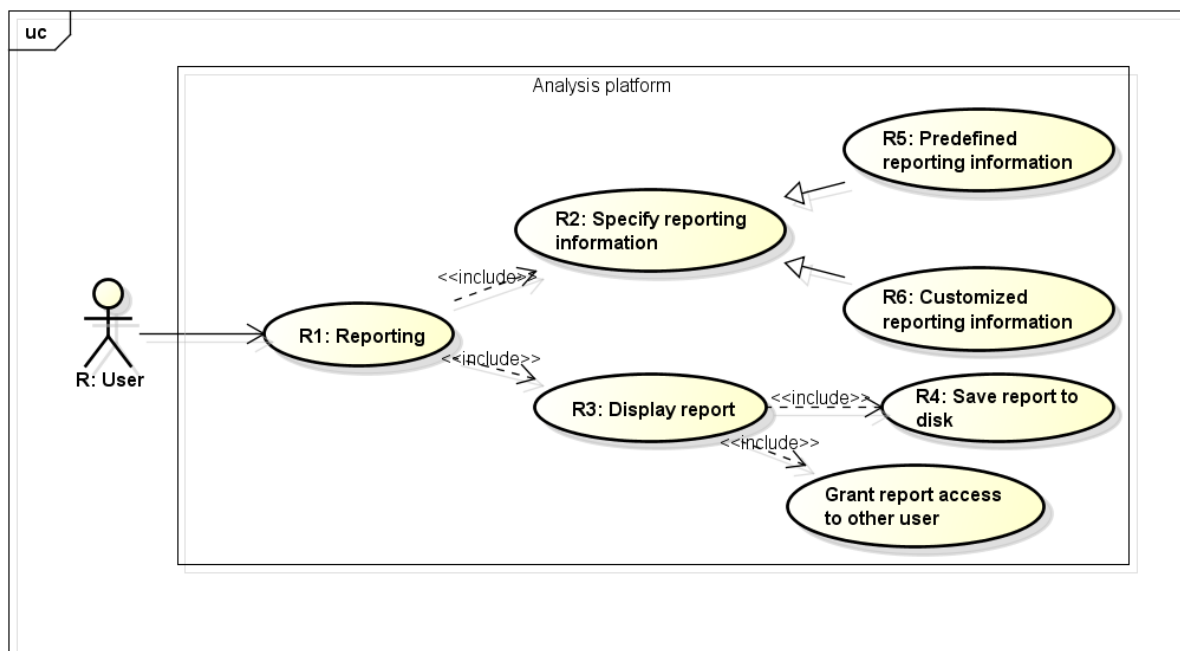 uc
Analysis platform
R5: Predefined
reporting information
R2: Specify reporting
information
<<include>>
R6: Customized
reporting information
R: User
R1: Reporting
<<include>>
R3: Display report
<<include>>
R4: Save report to
disk
<<include>>
Grant report access
to other user